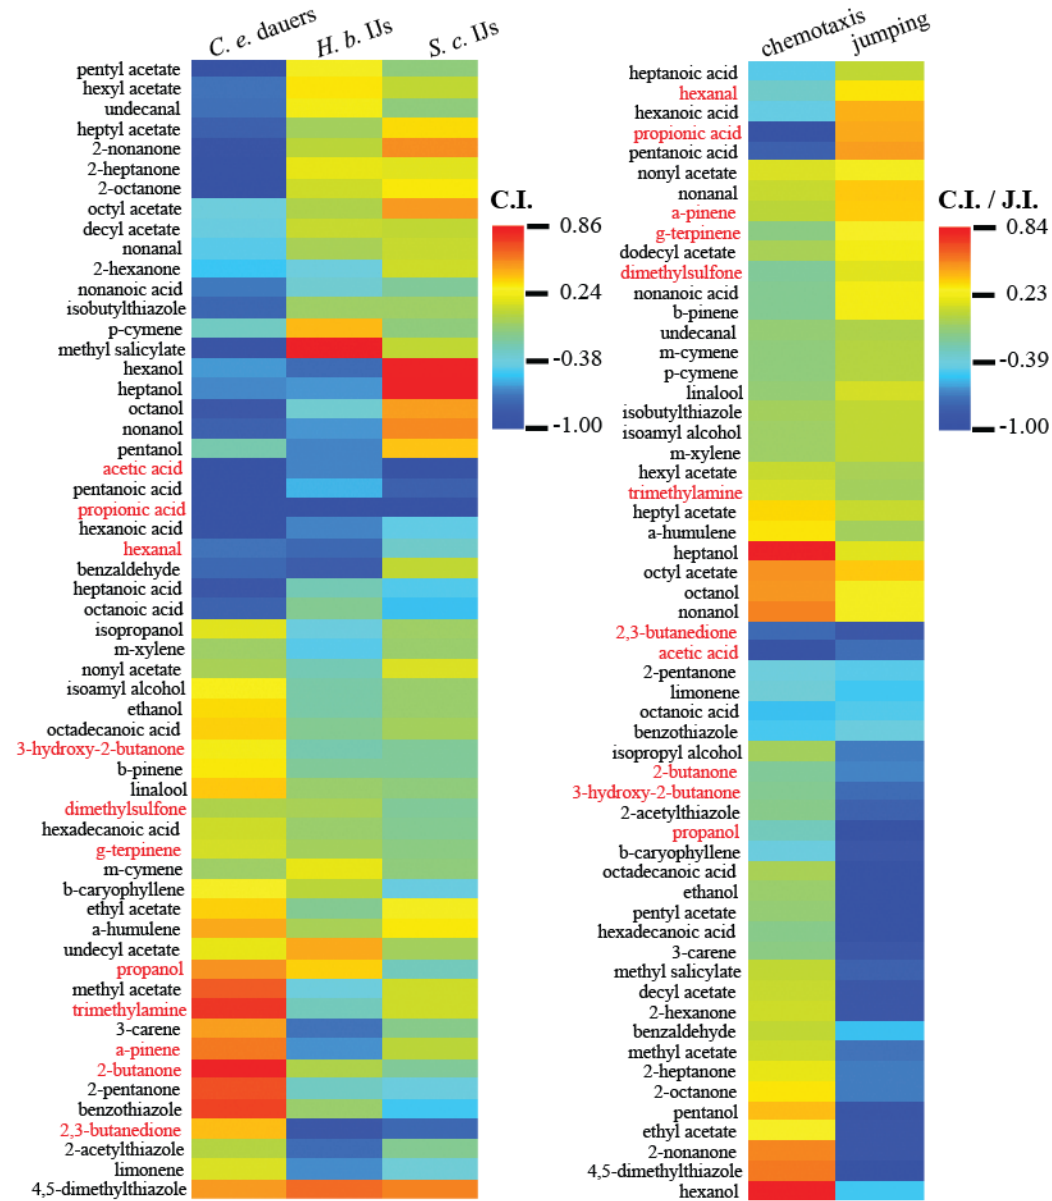 C. e. dauers
H. b. IJs
S. c. IJs
pentyl acetate
hexyl acetate
undecanal
heptyl acetate
2-nonanone
2-heptanone
2-octanone
octyl acetate
decyl acetate
nonanal
2-hexanone
nonanoic acid
isobutylthiazole
p-cymene
methyl salicylate
hexanol
heptanol
octanol
nonanol
pentanol
acetic acid
pentanoic acid
propionic acid
hexanoic acid
hexanal
benzaldehyde
heptanoic acid
octanoic acid
isopropanol
m-xylene
nonyl acetate
isoamyl alcohol
ethanol
octadecanoic acid
3-hydroxy-2-butanone
b-pinene
linalool
dimethylsulfone
hexadecanoic acid
g-terpinene
m-cymene
b-caryophyllene
ethyl acetate
a-humulene
undecyl acetate
propanol
methyl acetate
trimethylamine
3-carene
a-pinene
2-butanone
2-pentanone
benzothiazole
2,3-butanedione
2-acetylthiazole
limonene
4,5-dimethylthiazole
C.I.
0.86
0.24
-0.38
-1.00
chemotaxis
jumping
heptanoic acid
hexanal
hexanoic acid
propionic acid
pentanoic acid
nonyl acetate
nonanal
a-pinene
g-terpinene
dodecyl acetate
dimethylsulfone
nonanoic acid
b-pinene
undecanal
m-cymene
p-cymene
linalool
isobutylthiazole
isoamyl alcohol
m-xylene
hexyl acetate
trimethylamine
heptyl acetate
a-humulene
heptanol
octyl acetate
octanol
nonanol
2,3-butanedione
acetic acid
2-pentanone
limonene
octanoic acid
benzothiazole
isopropyl alcohol
2-butanone
3-hydroxy-2-butanone
2-acetylthiazole
propanol
b-caryophyllene
octadecanoic acid
ethanol
pentyl acetate
hexadecanoic acid
3-carene
methyl salicylate
decyl acetate
2-hexanone
benzaldehyde
methyl acetate
2-heptanone
2-octanone
pentanol
ethyl acetate
2-nonanone
4,5-dimethylthiazole
hexanol
C.I. / J.I.
0.84
0.23
-0.39
-1.00